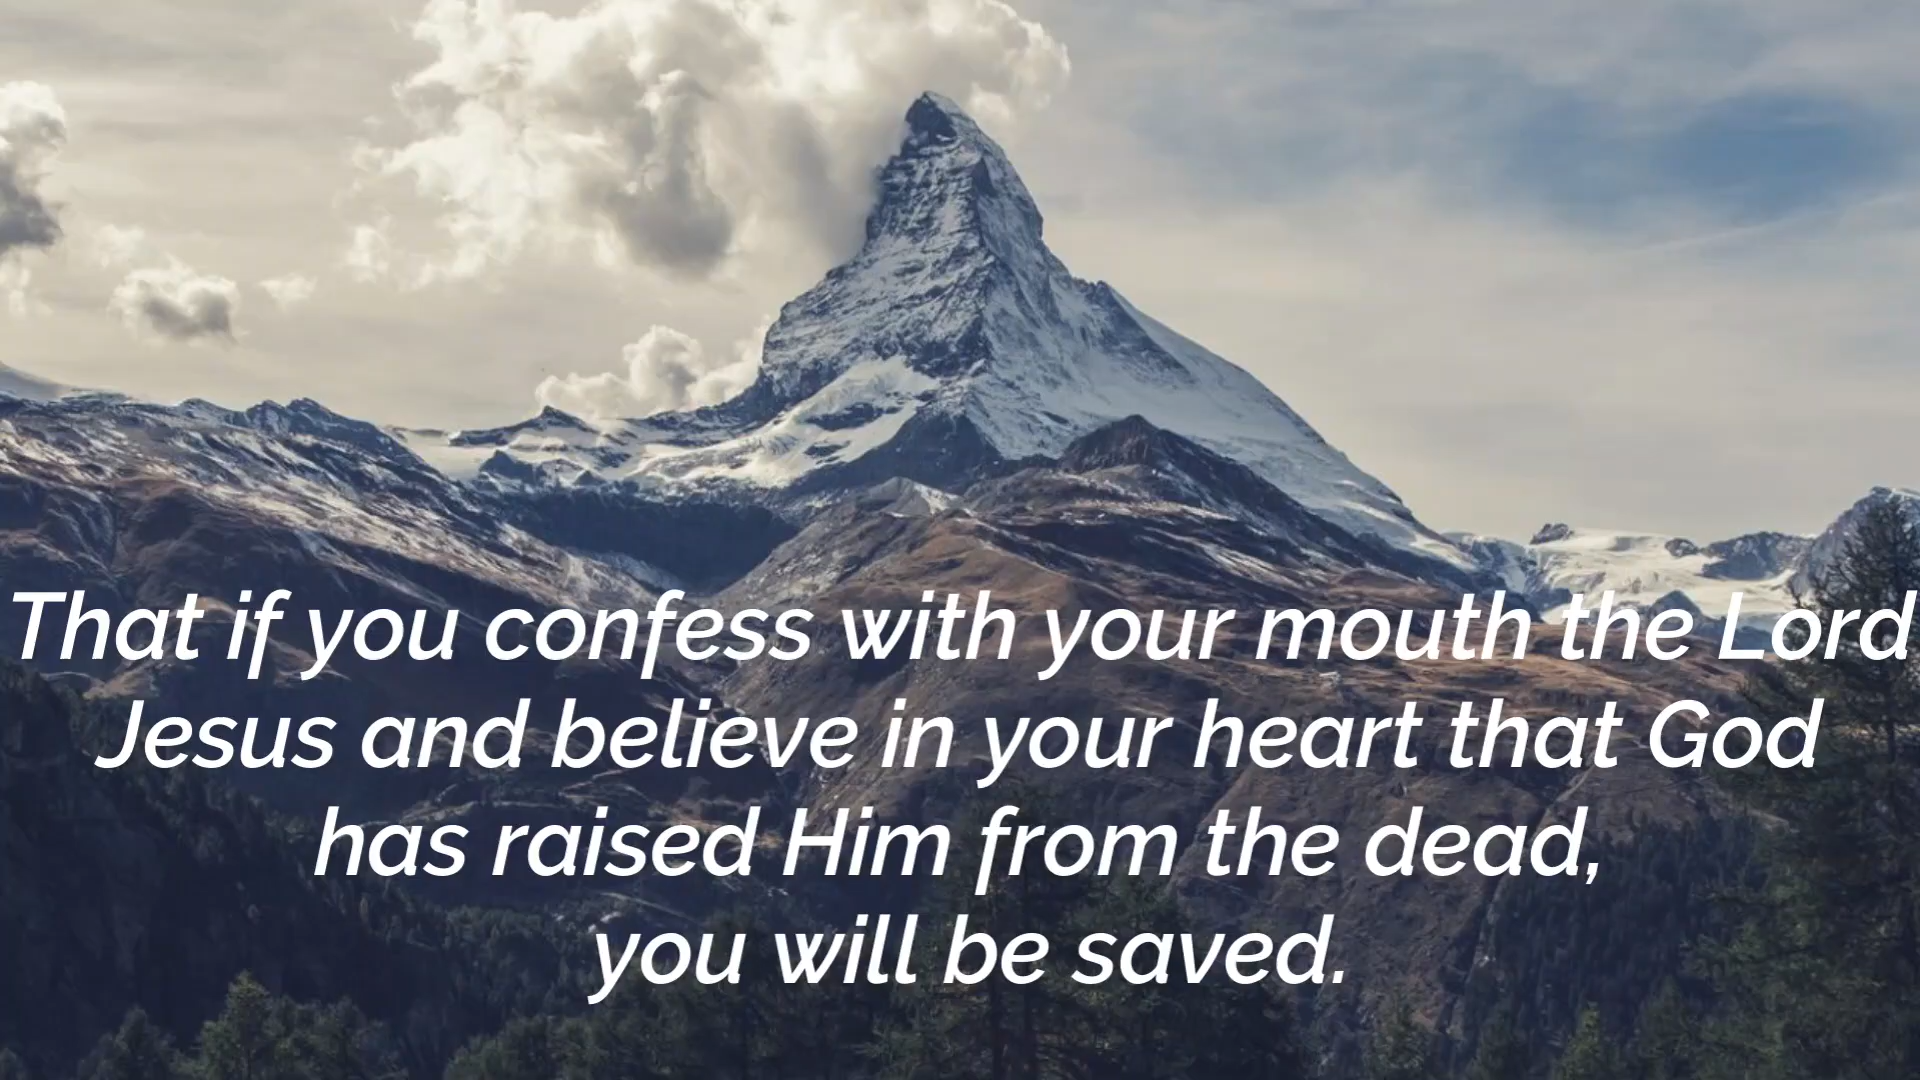 That if you confess with your mouth the Lord
Jesus and believe in your heart that God
has raised Him from the dead,
you will be saved.